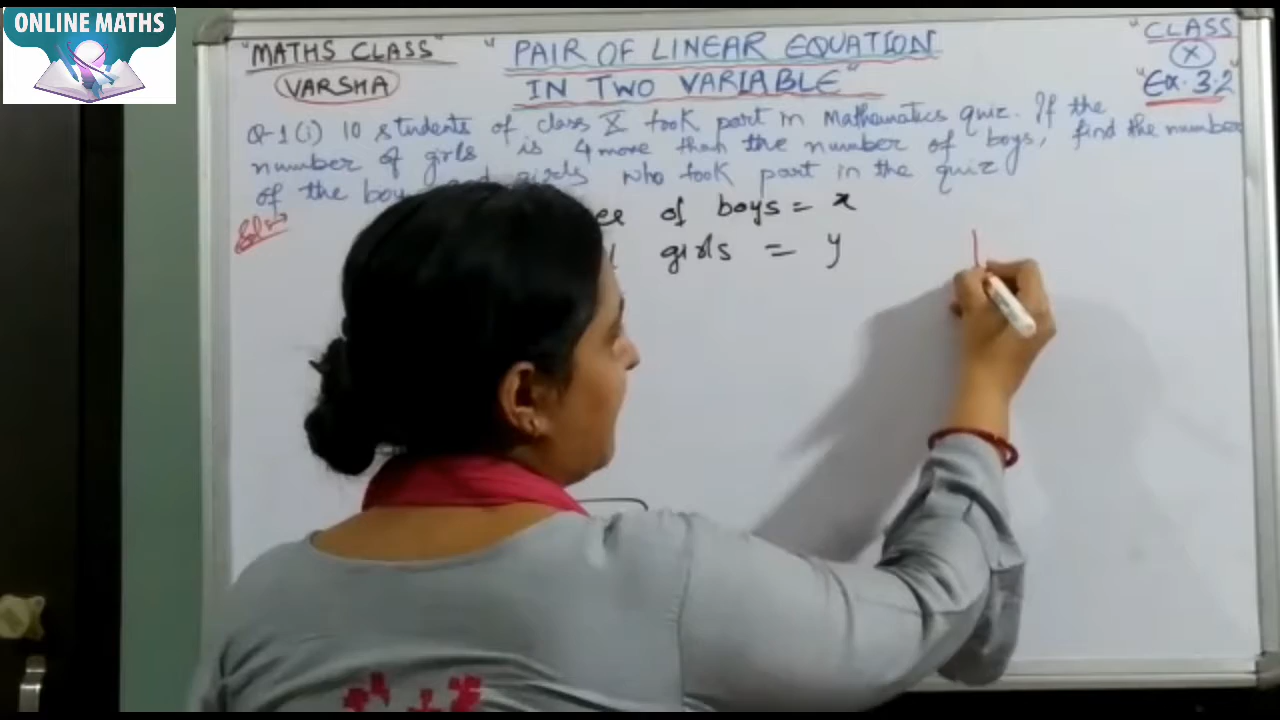 ONLINE MATHS
"MATHS CLASS"
VARSHA
"PAIR OF LINEAR EQUATION
IN TWO VARIABLE"
"CLASS
X
"Ex. 3.2"
Q-1(i) 10 students of class X took part in Mathematics quiz. If the
number of girls is 4 more than the number of boys, find the number
of the girls who took part in the quiz
Soln
of boys = x
girls = y